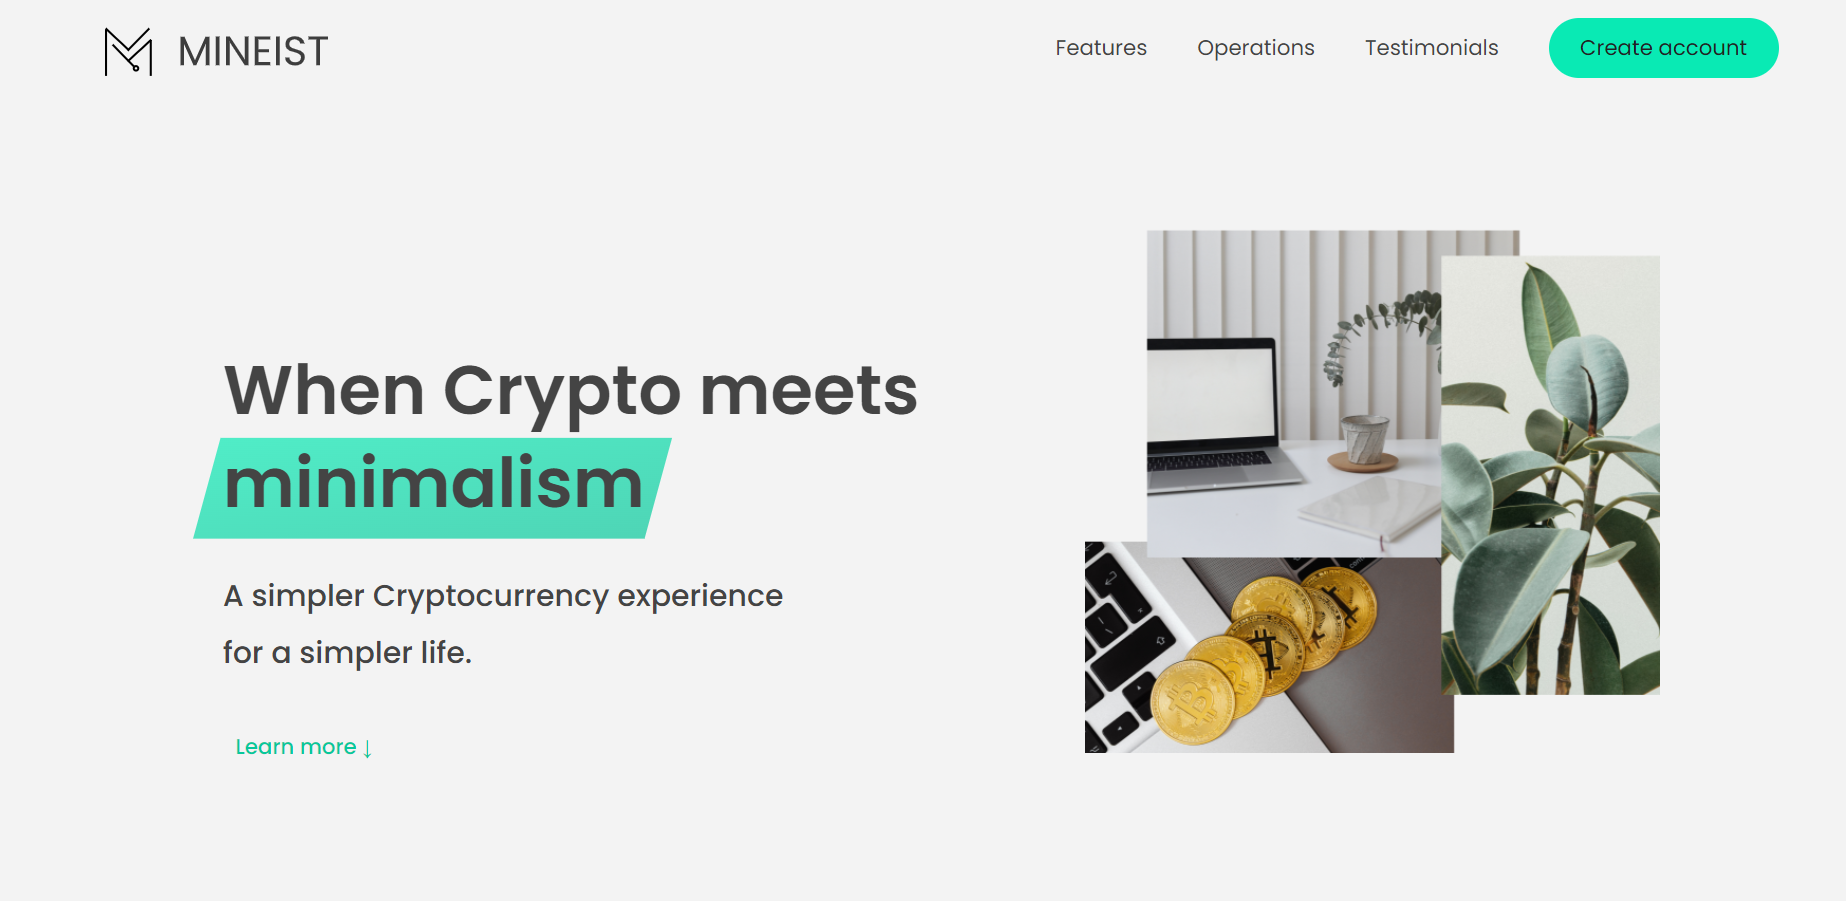 MINEIST
Features
Operations
Testimonials
Create account
When Crypto meets
minimalism
A simpler Cryptocurrency experience
for a simpler life.
Learn more ↓